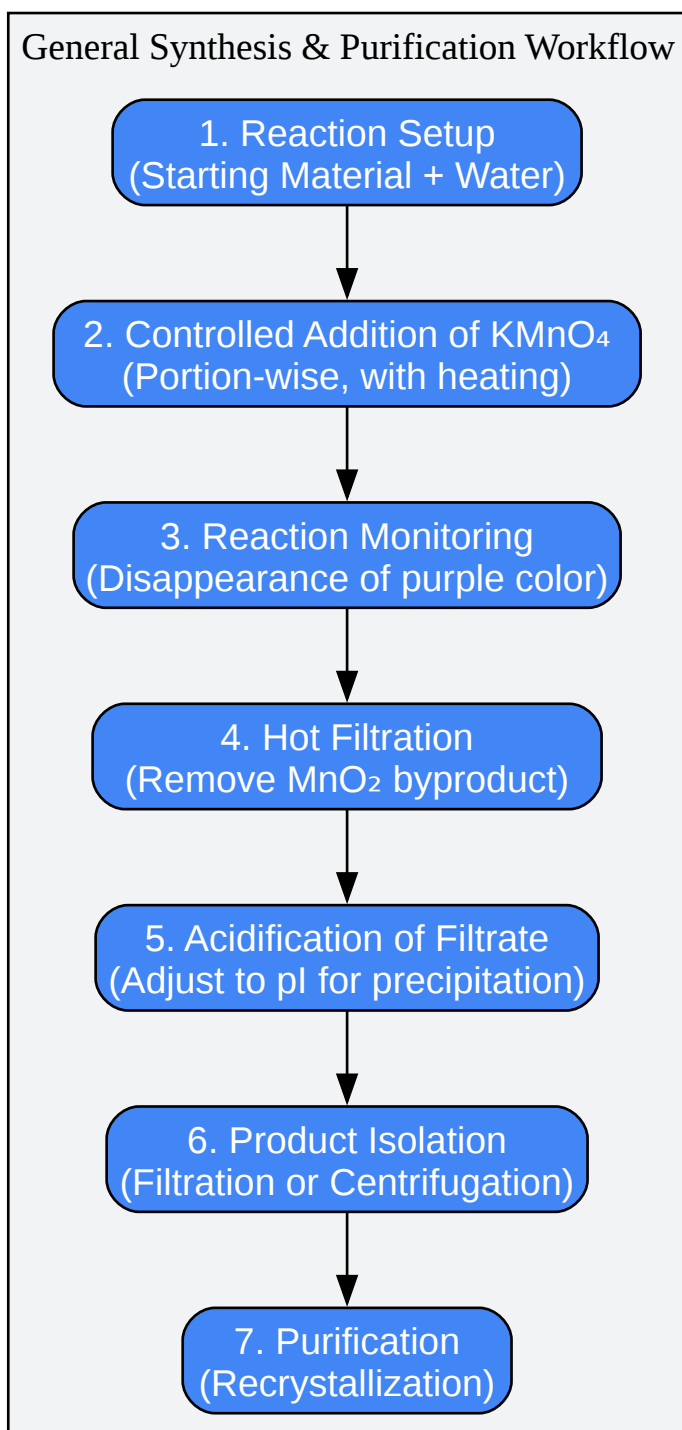 General Synthesis & Purification Workflow
1. Reaction Setup
(Starting Material + Water)
2. Controlled Addition of KMnO₄
(Portion-wise, with heating)
3. Reaction Monitoring
(Disappearance of purple color)
4. Hot Filtration
(Remove MnO₂ byproduct)
5. Acidification of Filtrate
(Adjust to pI for precipitation)
6. Product Isolation
(Filtration or Centrifugation)
7. Purification
(Recrystallization)